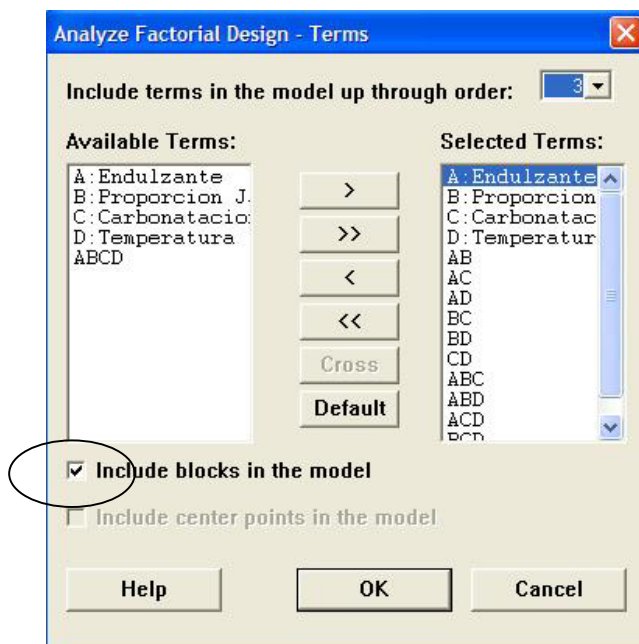 Analyze Factorial Design - Terms
Include terms in the model up through order: 3
Available Terms:
A:Endulzante
B:Proporcion J
C:Carbonatacio
D:Temperatura
ABCD
>
>>
<
<<
Cross
Default
Selected Terms:
A:Endulzante
B:Proporcion
C:Carbonatac
D:Temperatur
AB
AC
AD
BC
BD
CD
ABC
ABD
ACD
BCD
Include blocks in the model
Include center points in the model
Help
OK
Cancel